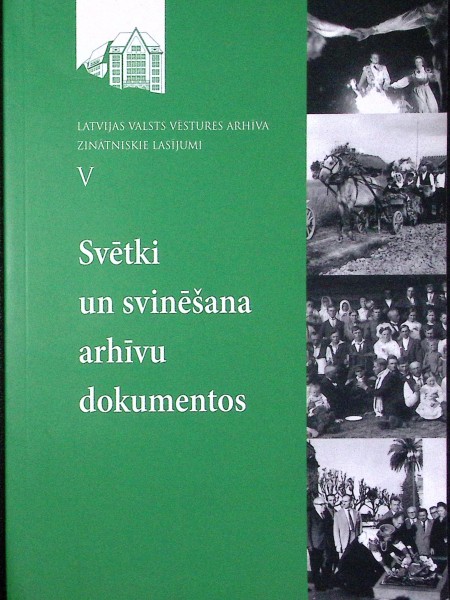 LATVIJAS VALSTS VĒSTURES ARHĪVA
ZINĀTNISKIE LASĪJUMI
V
Svētki
un svinēšana
arhīvu
dokumentos